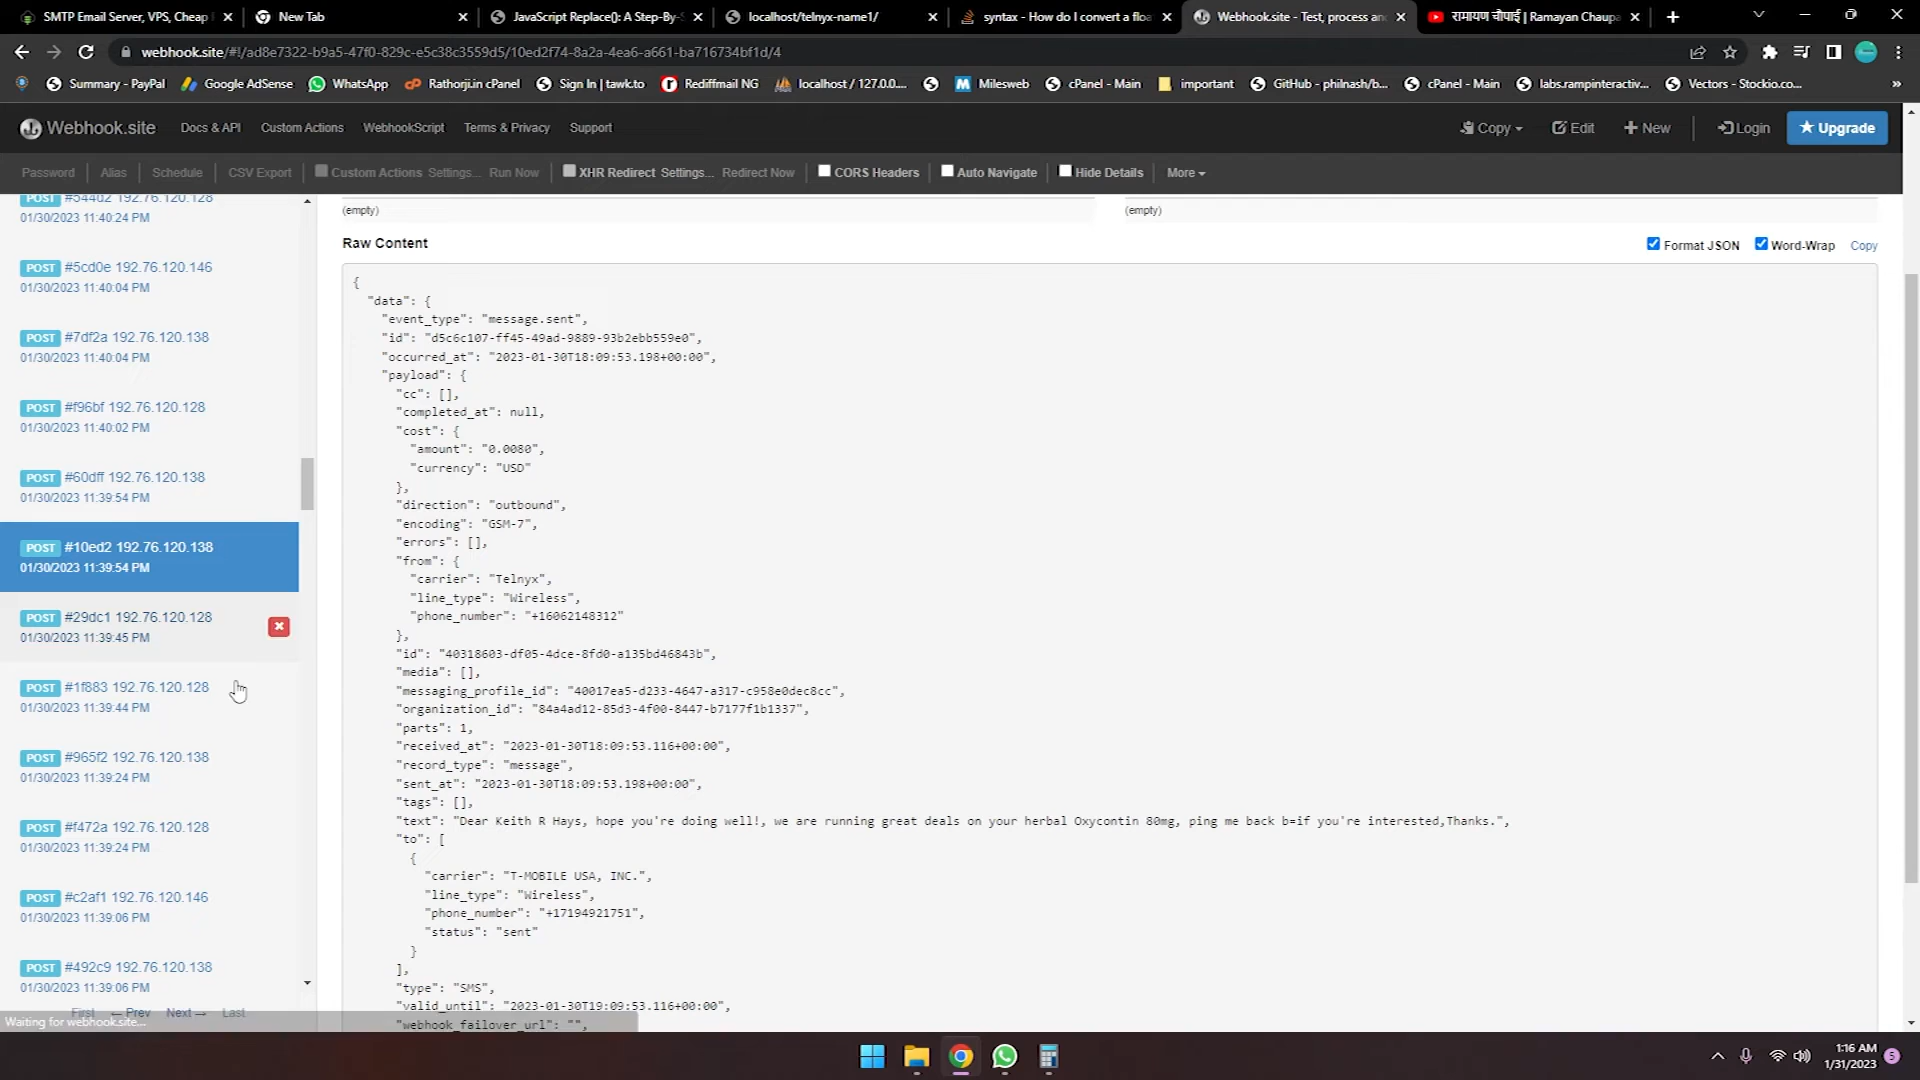 SMTP Email Server, VPS, Cheap
New Tab
JavaScript Replace(): A Step-By-S
localhost/telnyx-name1/
syntax - How do I convert a floa
Webhook.site - Test, process and
रामायण चौपाई | Ramayan Chaupa
webhook.site/#!/ad8e7322-b9a5-47f0-829c-e5c38c3559d5/10ed2f74-8a2a-4ea6-a661-ba716734bf1d/4
Summary - PayPal
Google AdSense
WhatsApp
Rathorji.in cPanel
Sign In | tawk.to
Rediffmail NG
localhost / 127.0.0....
Milesweb
cPanel - Main
important
GitHub - philnash/b...
cPanel - Main
labs.rampinteractiv...
Vectors - Stockio.co...
»
Webhook.site
Docs & API
Custom Actions
WebhookScript
Terms & Privacy
Support
Copy
Edit
New
Login
Upgrade
Password
Alias
Schedule
CSV Export
Custom Actions Settings... Run Now
XHR Redirect Settings... Redirect Now
CORS Headers
Auto Navigate
Hide Details
More
POST #544d2 192.76.120.128
01/30/2023 11:40:24 PM
POST #5cd0e 192.76.120.146
01/30/2023 11:40:04 PM
POST #7df2a 192.76.120.138
01/30/2023 11:40:04 PM
POST #f96bf 192.76.120.128
01/30/2023 11:40:02 PM
POST #60dff 192.76.120.138
01/30/2023 11:39:54 PM
POST #10ed2 192.76.120.138
01/30/2023 11:39:54 PM
POST #29dc1 192.76.120.128
01/30/2023 11:39:45 PM
POST #1f883 192.76.120.128
01/30/2023 11:39:44 PM
POST #965f2 192.76.120.138
01/30/2023 11:39:24 PM
POST #f472a 192.76.120.128
01/30/2023 11:39:24 PM
POST #c2af1 192.76.120.146
01/30/2023 11:39:06 PM
POST #492c9 192.76.120.138
01/30/2023 11:39:06 PM
First ← Prev Next → Last
Waiting for webhook.site...
(empty)
(empty)
Raw Content
Format JSON
Word-Wrap
Copy
{
"data": {
"event_type": "message.sent",
"id": "d5c6c107-ff45-49ad-9889-93b2ebb559e0",
"occurred_at": "2023-01-30T18:09:53.198+00:00",
"payload": {
"cc": [],
"completed_at": null,
"cost": {
"amount": "0.0080",
"currency": "USD"
},
"direction": "outbound",
"encoding": "GSM-7",
"errors": [],
"from": {
"carrier": "Telnyx",
"line_type": "Wireless",
"phone_number": "+16062148312"
},
"id": "40318603-df05-4dce-8fd0-a135bd46843b",
"media": [],
"messaging_profile_id": "40017ea5-d233-4647-a317-c958e0dec8cc",
"organization_id": "84a4ad12-85d3-4f00-8447-b7177f1b1337",
"parts": 1,
"received_at": "2023-01-30T18:09:53.116+00:00",
"record_type": "message",
"sent_at": "2023-01-30T18:09:53.198+00:00",
"tags": [],
"text": "Dear Keith R Hays, hope you're doing well!, we are running great deals on your herbal Oxycontin 80mg, ping me back b=if you're interested,Thanks.",
"to": [
{
"carrier": "T-MOBILE USA, INC.",
"line_type": "Wireless",
"phone_number": "+17194921751",
"status": "sent"
}
],
"type": "SMS",
"valid_until": "2023-01-30T19:09:53.116+00:00",
"webhook_failover_url": "",
1:16 AM
1/31/2023
5